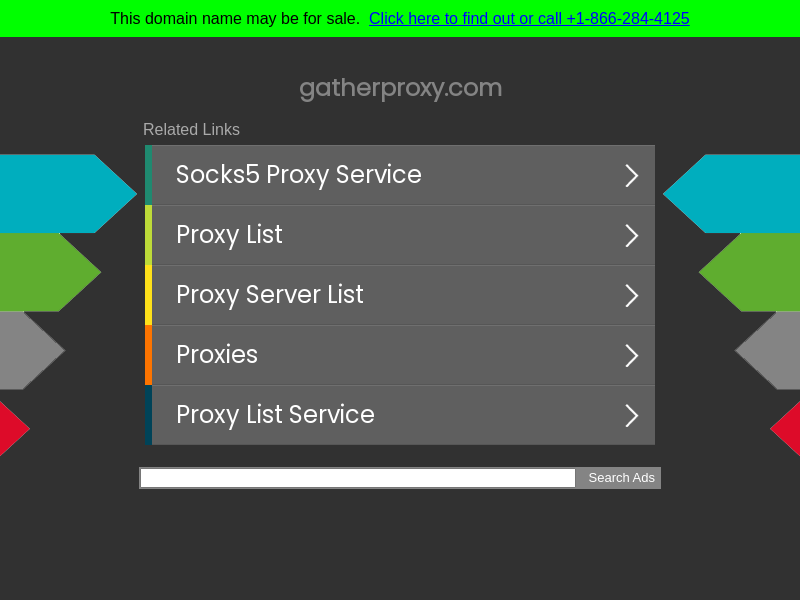 This domain name may be for sale. Click here to find out or call +1-866-284-4125
gatherproxy.com
Related Links
Socks5 Proxy Service
Proxy List
Proxy Server List
Proxies
Proxy List Service
Search Ads